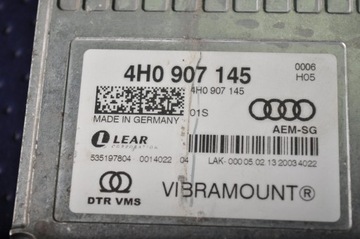 4H0 907 145
0006
H05
4H0 907 145
01S
MADE IN GERMANY
AEM-SG
LEAR
CORPORATION
535197804 0014022 04
LAK- 000 05.02.13 2003 4022
DTR VMS
VIBRAMOUNT®